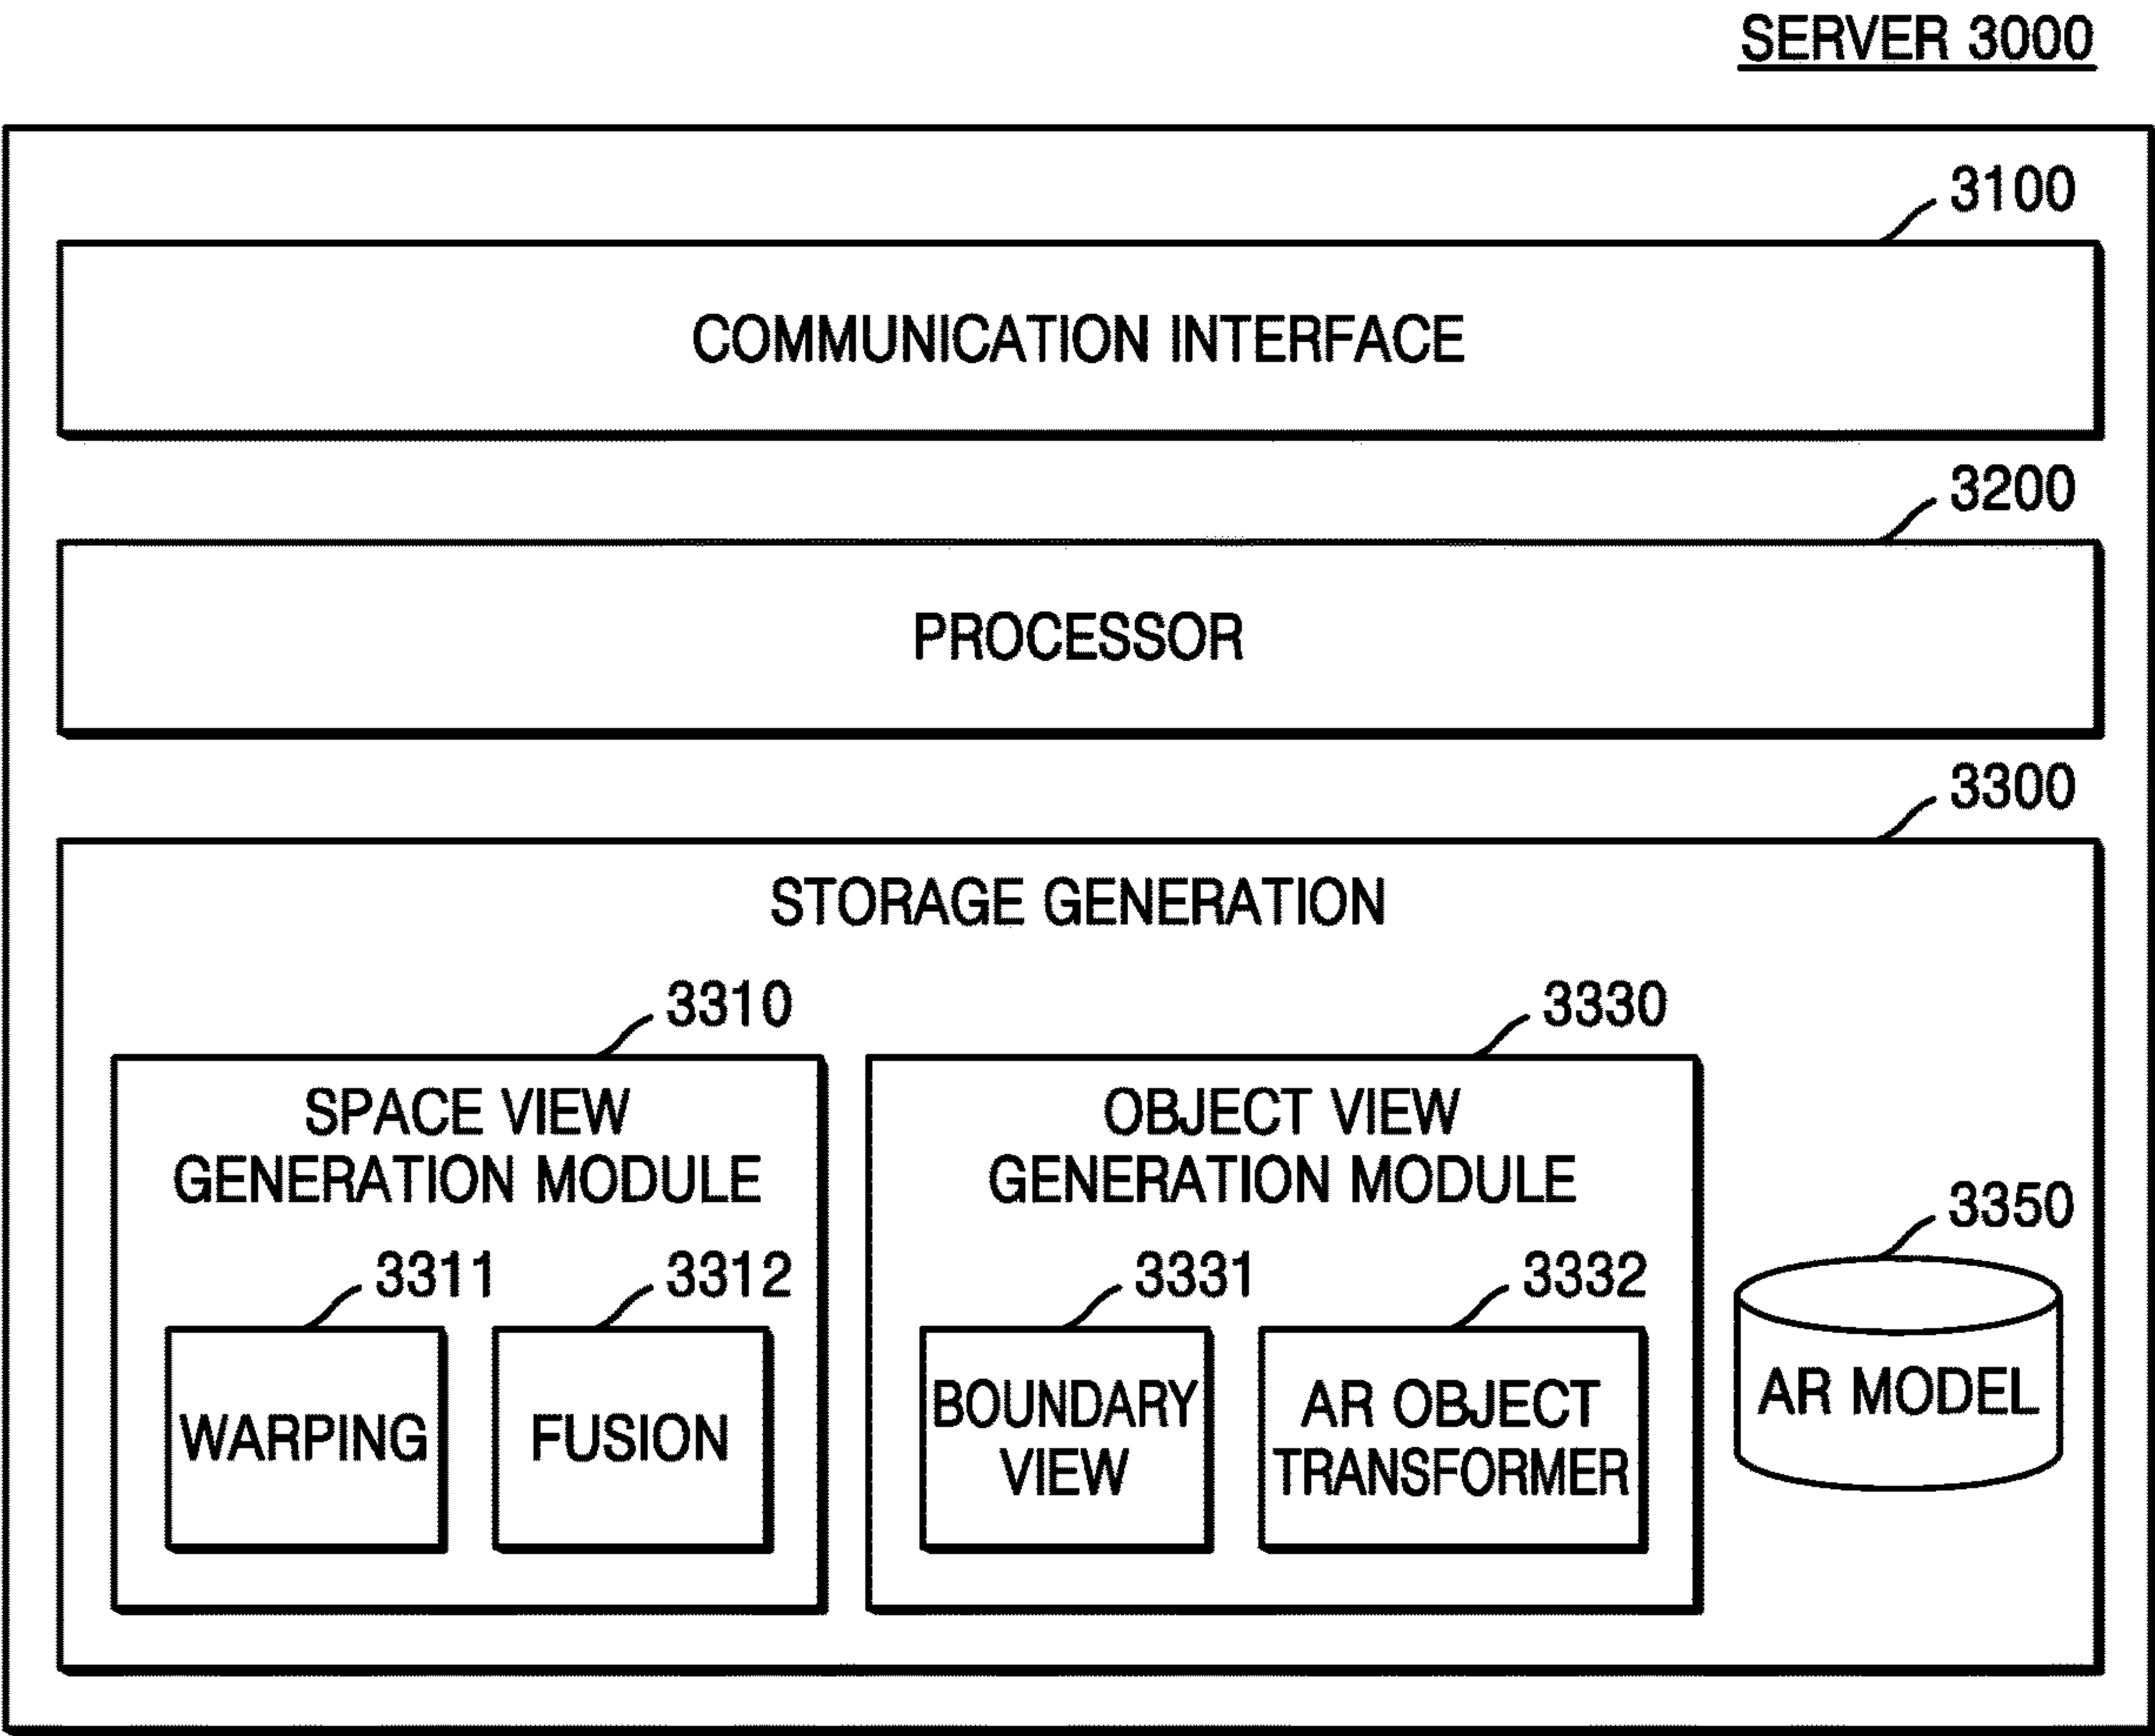 SERVER 3000
3100
COMMUNICATION INTERFACE
3200
PROCESSOR
3300
STORAGE GENERATION
3310
SPACE VIEW
GENERATION MODULE
3311
WARPING
3312
FUSION
3330
OBJECT VIEW
GENERATION MODULE
3331
BOUNDARY
VIEW
3332
AR OBJECT
TRANSFORMER
3350
AR MODEL